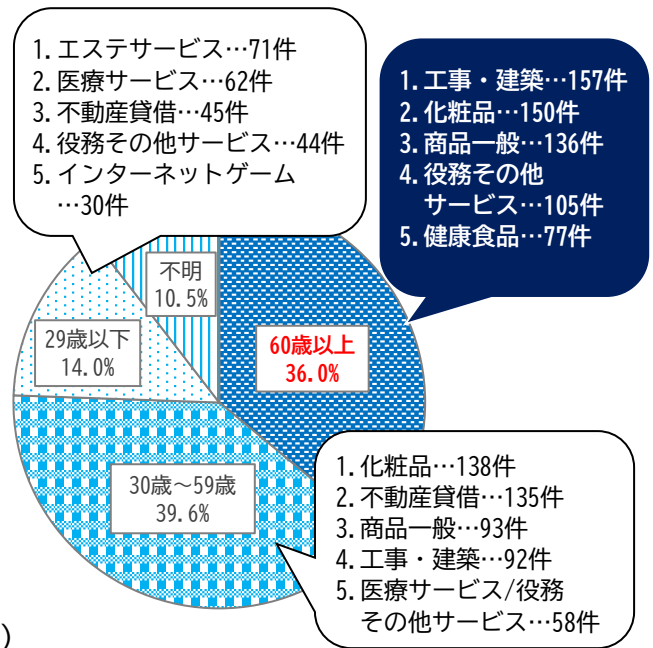 1. エステサービス…71件
2. 医療サービス…62件
3. 不動産貸借…45件
4. 役務その他サービス…44件
5. インターネットゲーム
…30件
1. 工事・建築…157件
2. 化粧品…150件
3. 商品一般…136件
4. 役務その他
サービス…105件
5. 健康食品…77件
不明
10.5%
29歳以下
14.0%
60歳以上
36.0%
30歳～59歳
39.6%
1. 化粧品…138件
2. 不動産貸借…135件
3. 商品一般…93件
4. 工事・建築…92件
5. 医療サービス/役務
その他サービス…58件
)